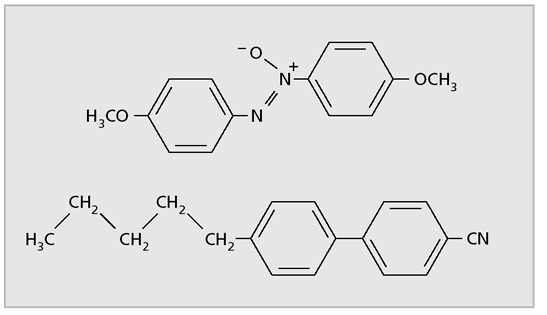 ⁻O
N⁺
OCH₃
H₃CO
N
CH₂ CH₂
H₃C CH₂ CH₂ CN